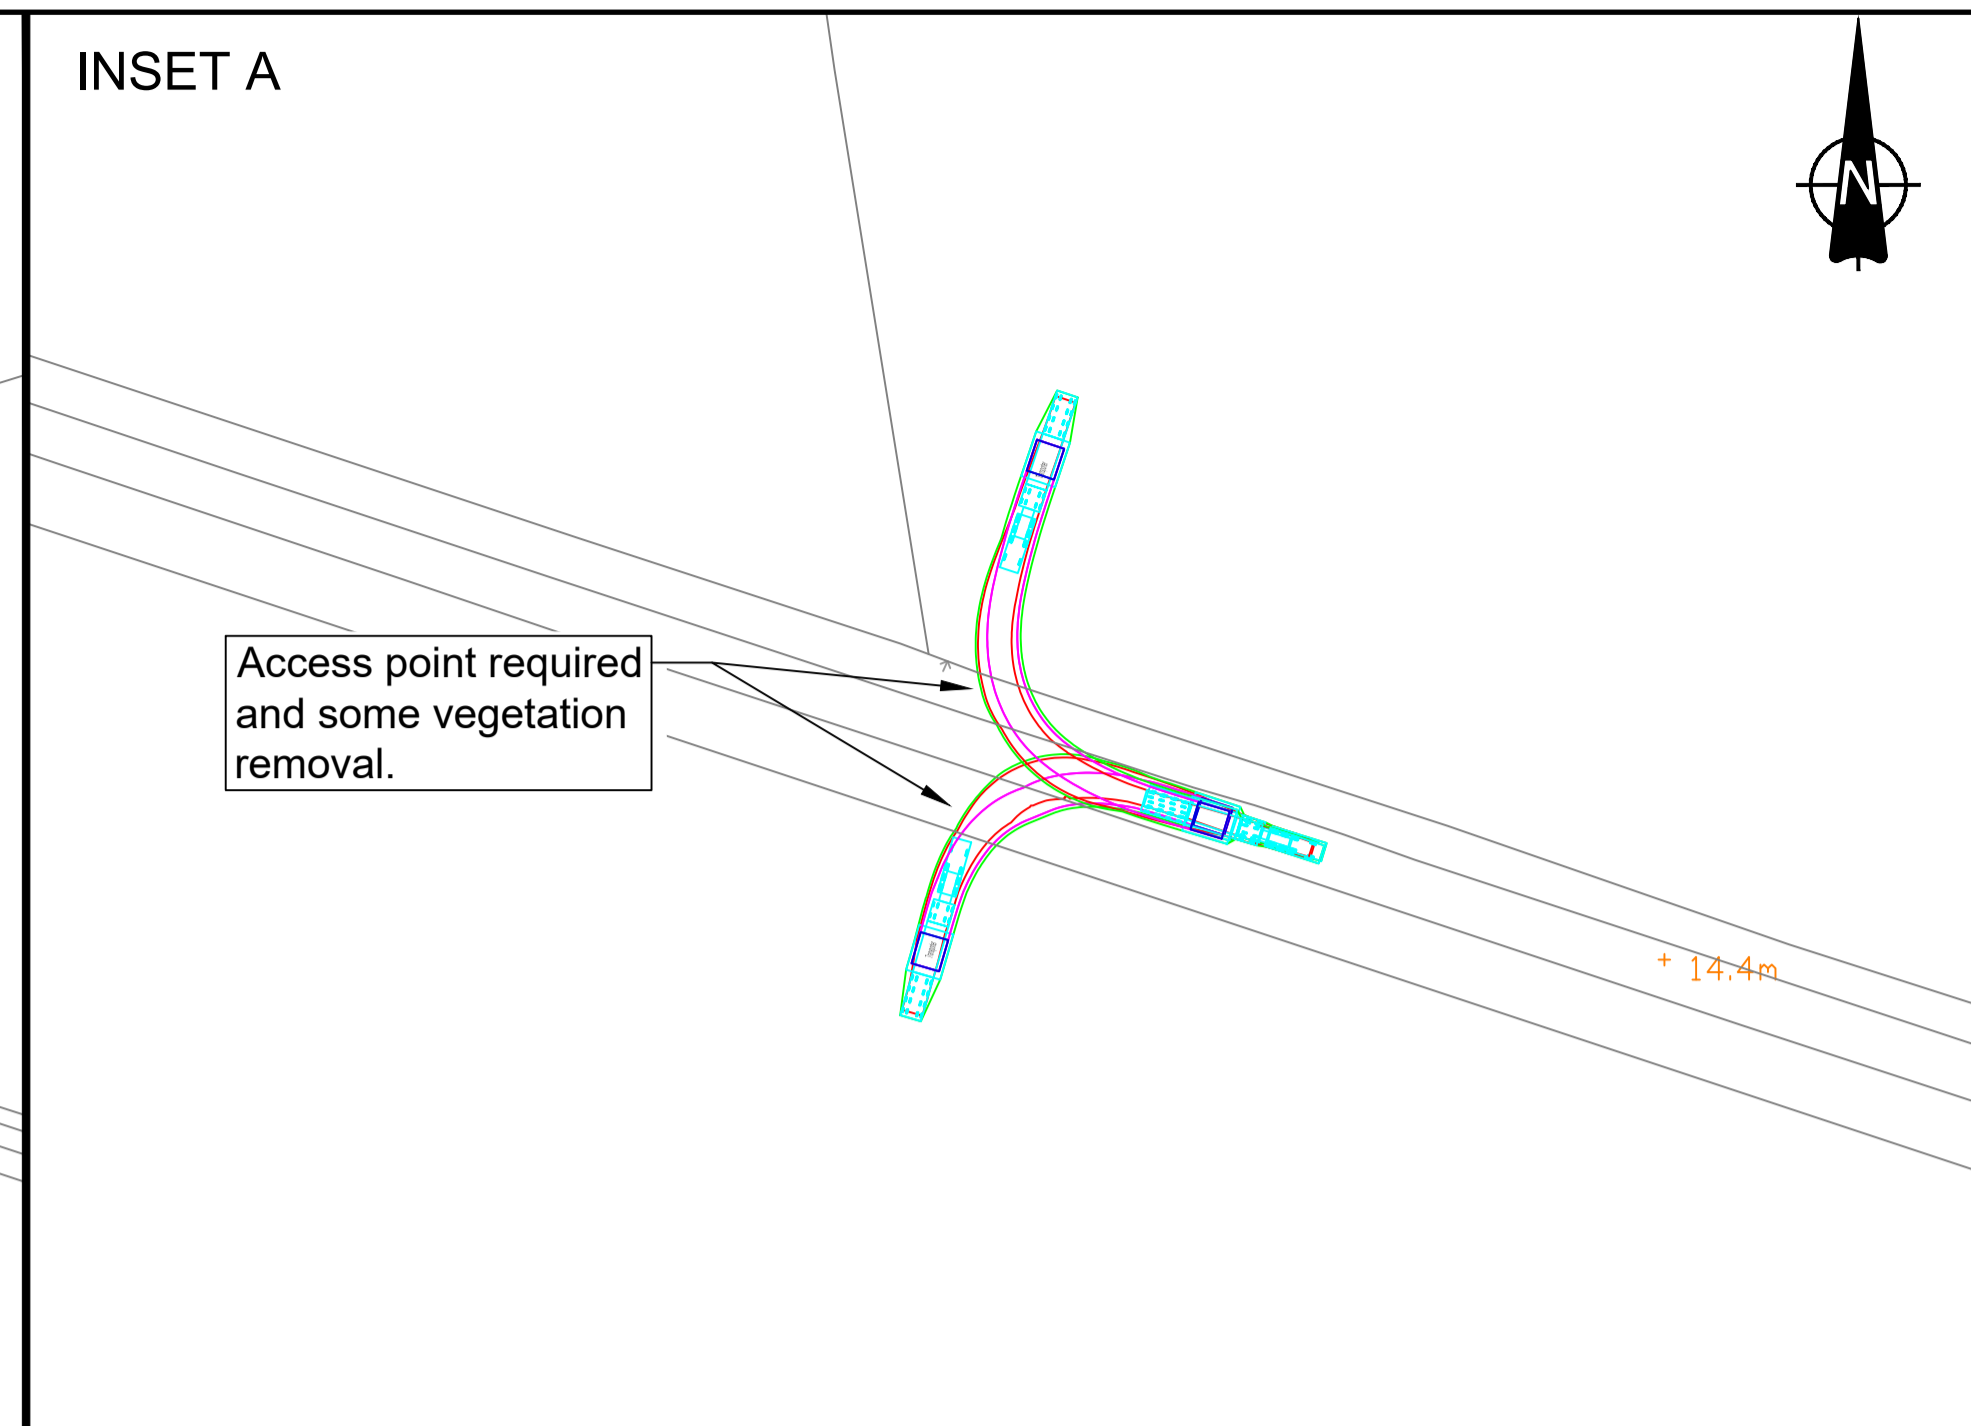 INSET A
N
Access point required
and some vegetation
removal.
+ 14.4m